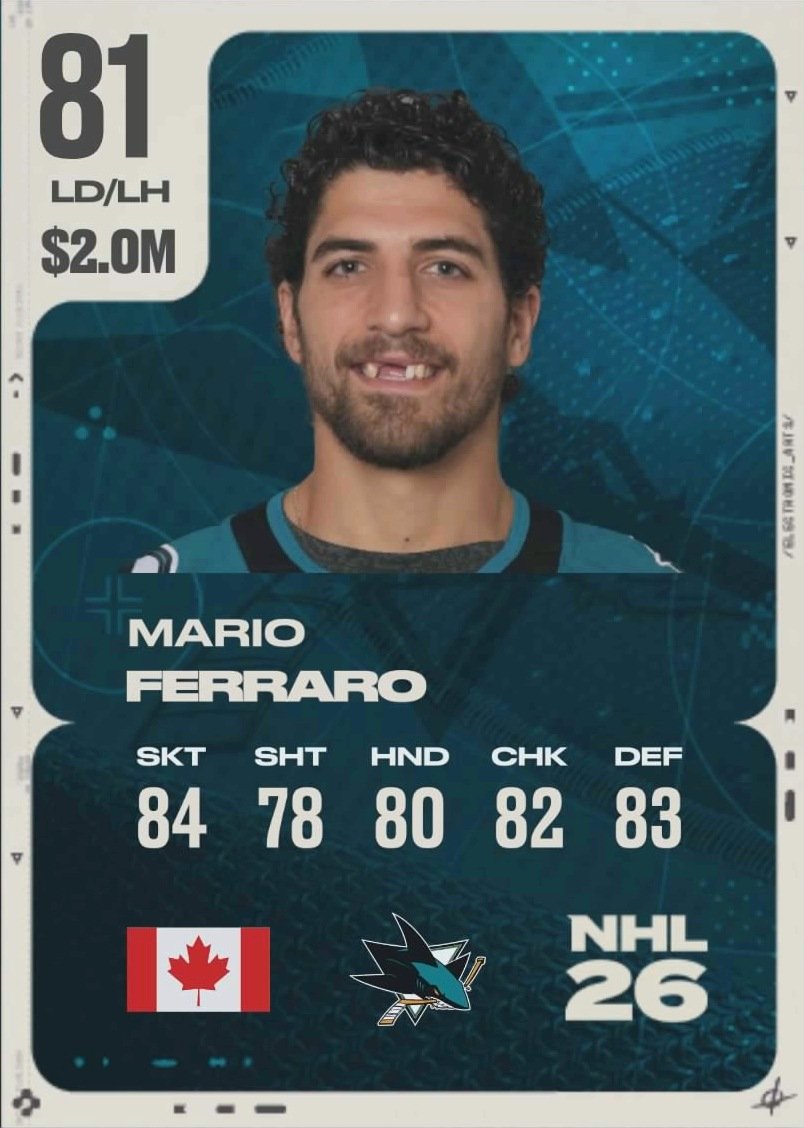 81
LD/LH
$2.0M
/ELECTRONIC_ARTS/
MARIO
FERRARO
SKT SHT HND CHK DEF
84 78 80 82 83
NHL
26